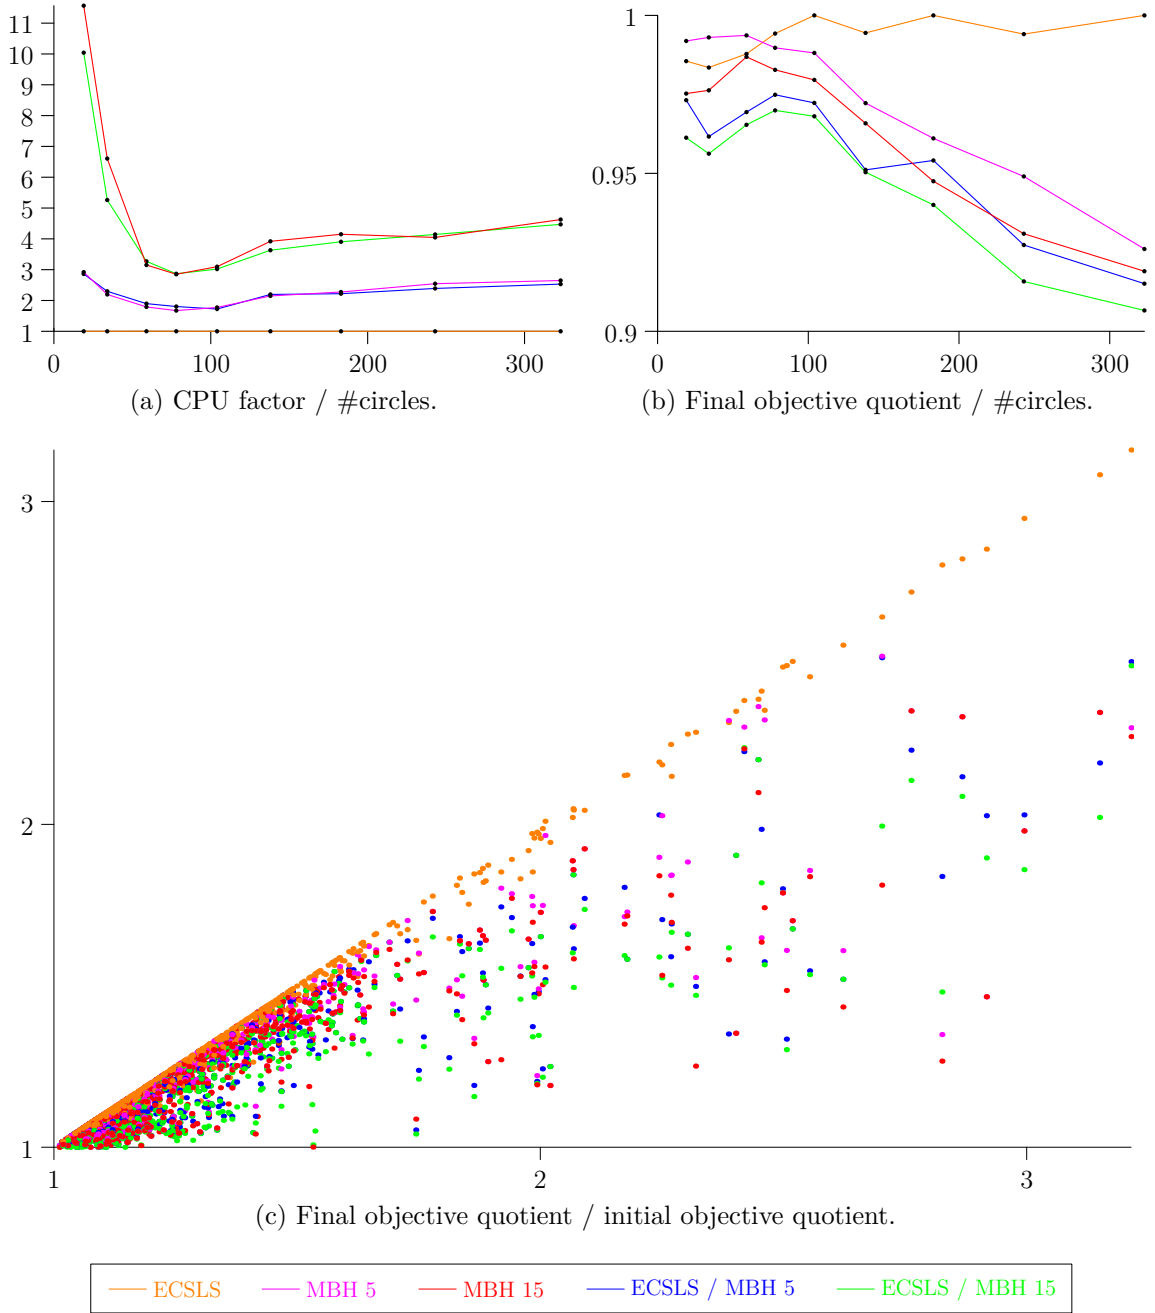 11
10
9
8
7
6
5
4
3
2
1
0 100 200 300
(a) CPU factor / #circles.
1
0.95
0.9
0 100 200 300
(b) Final objective quotient / #circles.
3
2
1
1 2 3
(c) Final objective quotient / initial objective quotient.
ECSLS MBH 5 MBH 15 ECSLS / MBH 5 ECSLS / MBH 15